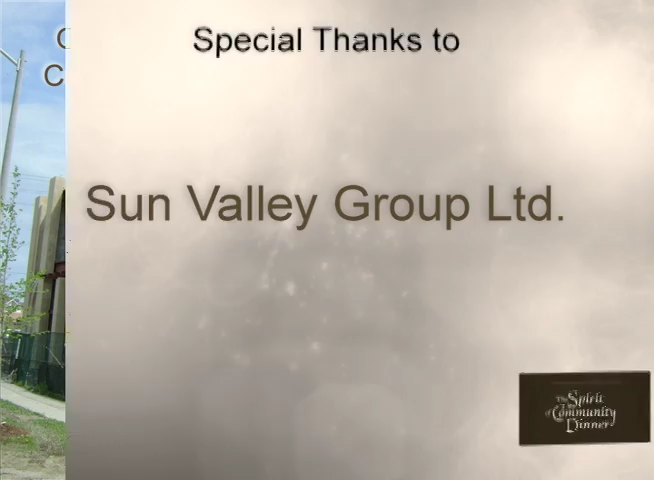 Special Thanks to
Sun Valley Group Ltd.
The Spirit
of Community
Dinner